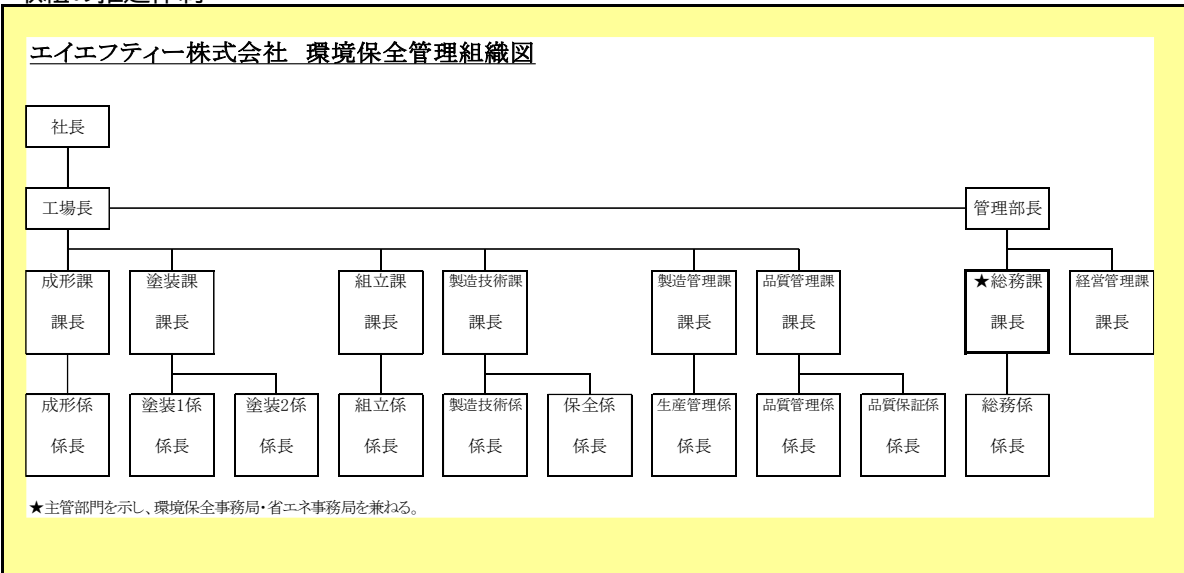 エイエフティー株式会社 環境保全管理組織図
社長
工場長
管理部長
成形課
課長
塗装課
課長
組立課
課長
製造技術課
課長
製造管理課
課長
品質管理課
課長
★総務課
課長
経営管理課
課長
成形係
係長
塗装1係
係長
塗装2係
係長
組立係
係長
製造技術係
係長
保全係
係長
生産管理係
係長
品質管理係
係長
品質保証係
係長
総務係
係長
★主管部門を示し、環境保全事務局・省エネ事務局を兼ねる。